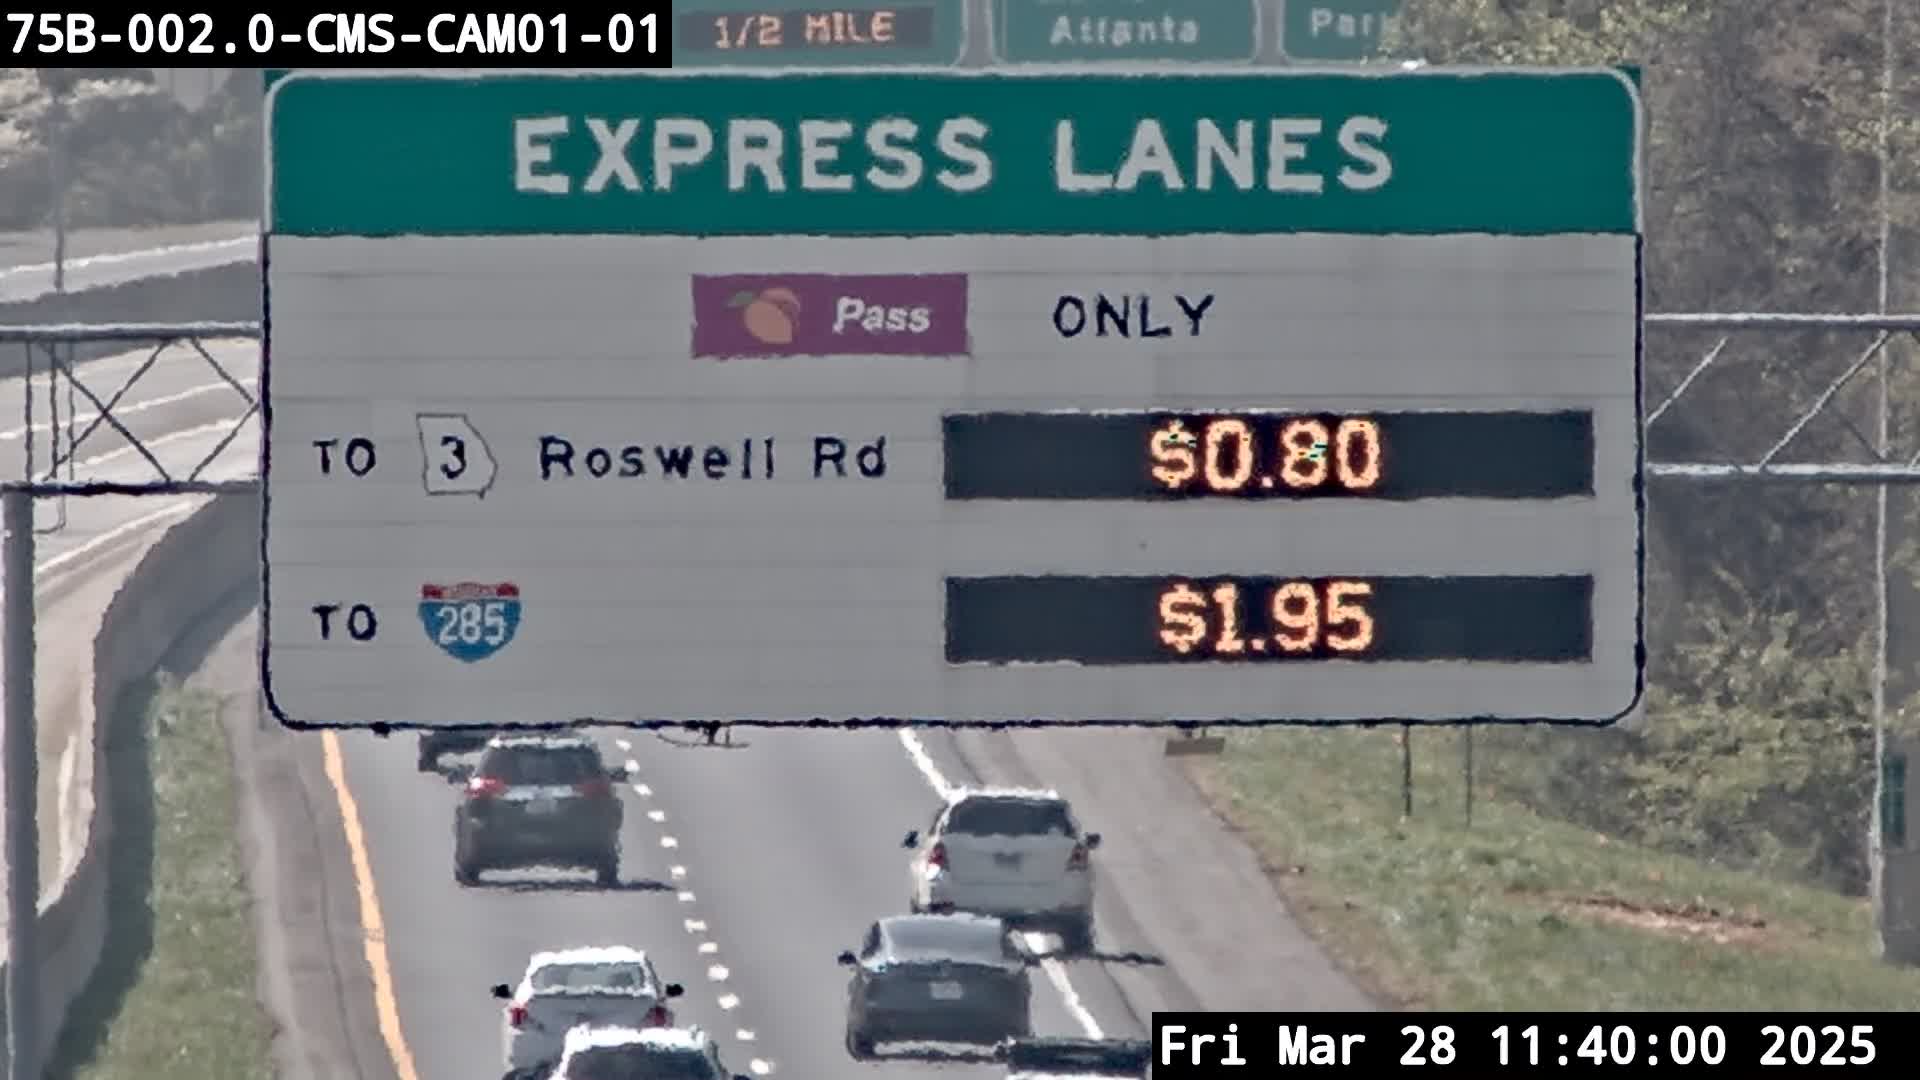 75B-002.0-CMS-CAM01-01
1/2 MILE
Atlanta
EXPRESS LANES
Pass ONLY
TO 3 Roswell Rd $0.80
TO 285 $1.95
Fri Mar 28 11:40:00 2025